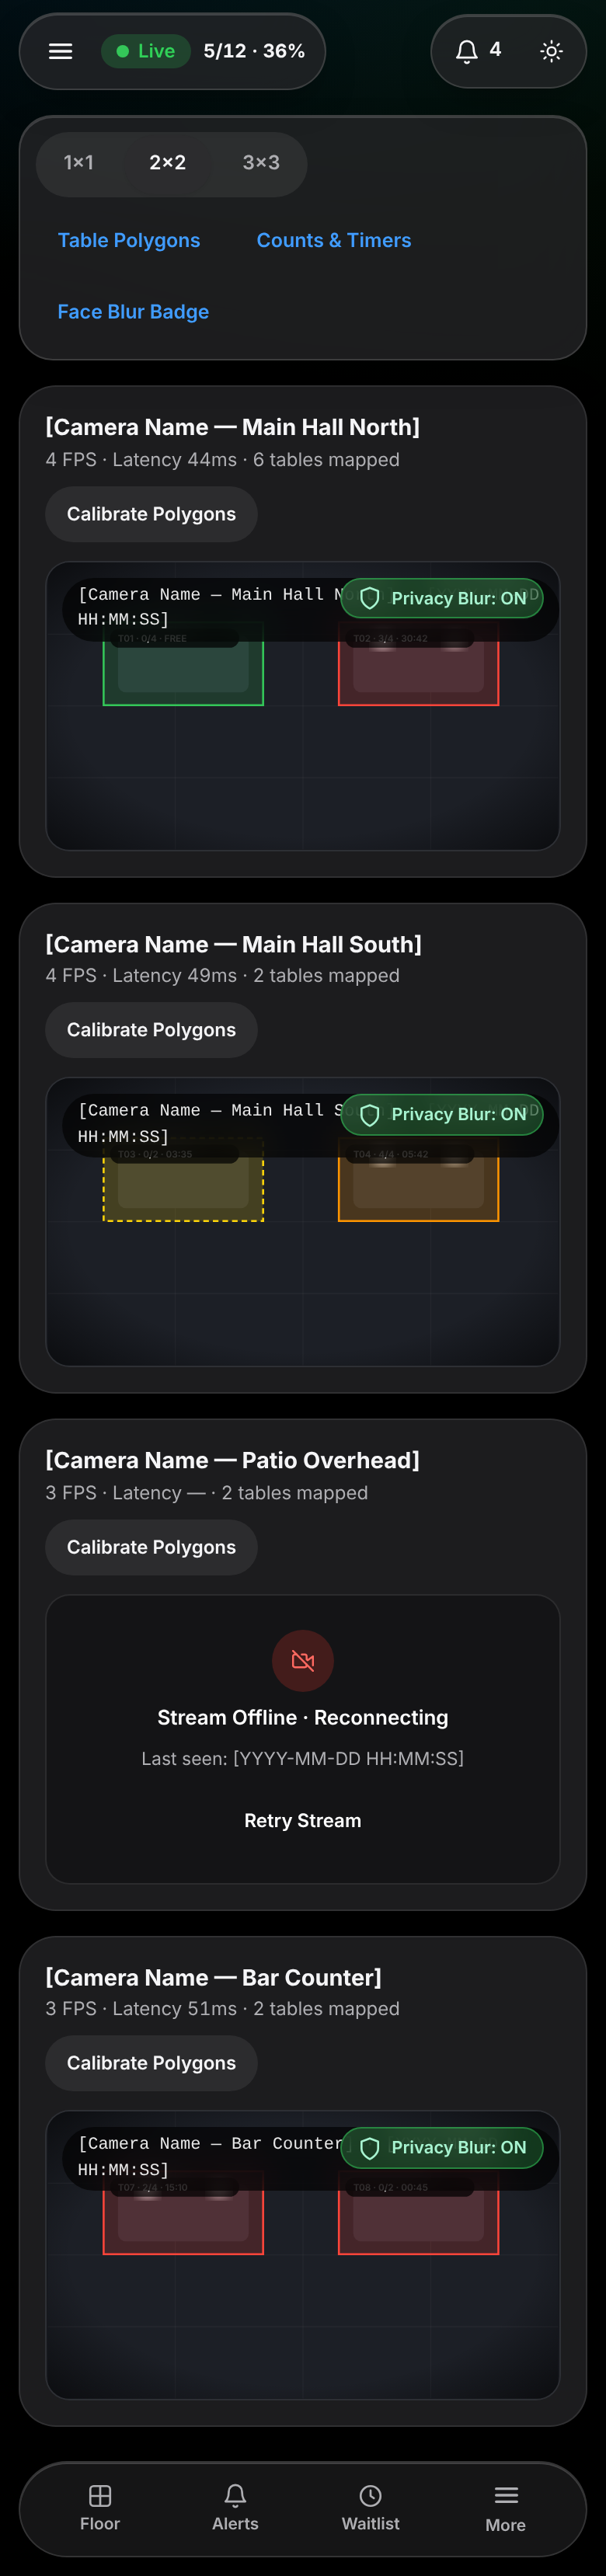 Live 5/12 · 36% 4
1×1 2×2 3×3
Table Polygons Counts & Timers
Face Blur Badge
[Camera Name — Main Hall North]
4 FPS · Latency 44ms · 6 tables mapped
Calibrate Polygons
[Camera Name — Main Hall
Privacy Blur: ON
HH:MM:SS]
T01 · 0/4 · FREE T02 · 3/4 · 30:42
[Camera Name — Main Hall South]
4 FPS · Latency 49ms · 2 tables mapped
Calibrate Polygons
[Camera Name — Main Hall
Privacy Blur: ON
HH:MM:SS]
T03 · 0/2 · 03:35 T04 · 4/4 · 05:42
[Camera Name — Patio Overhead]
3 FPS · Latency — · 2 tables mapped
Calibrate Polygons
Stream Offline · Reconnecting
Last seen: [YYYY-MM-DD HH:MM:SS]
Retry Stream
[Camera Name — Bar Counter]
3 FPS · Latency 51ms · 2 tables mapped
Calibrate Polygons
[Camera Name — Bar Counter]
Privacy Blur: ON
HH:MM:SS]
T07 · 2/4 · 15:10 T08 · 0/2 · 00:45
Floor Alerts Waitlist More